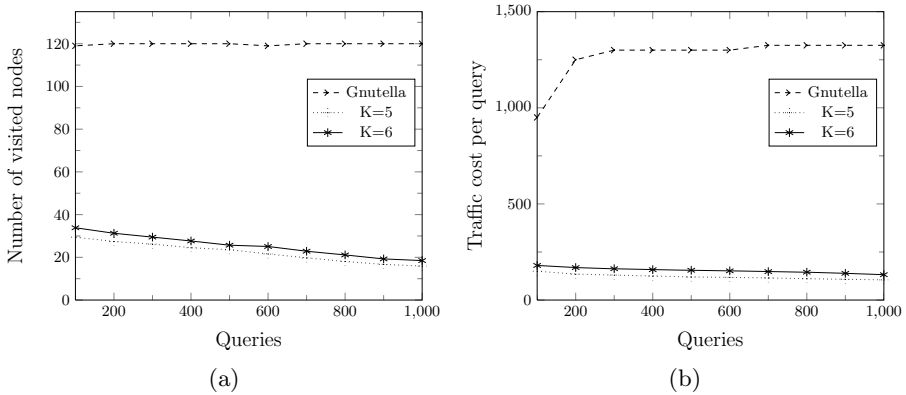 120
100
80
60
40
20
0
Number of visited nodes
200
400
600
800
1,000
Queries
Gnutella
K=5
K=6
(a)
1,500
1,000
500
0
Traffic cost per query
200
400
600
800
1,000
Queries
Gnutella
K=5
K=6
(b)